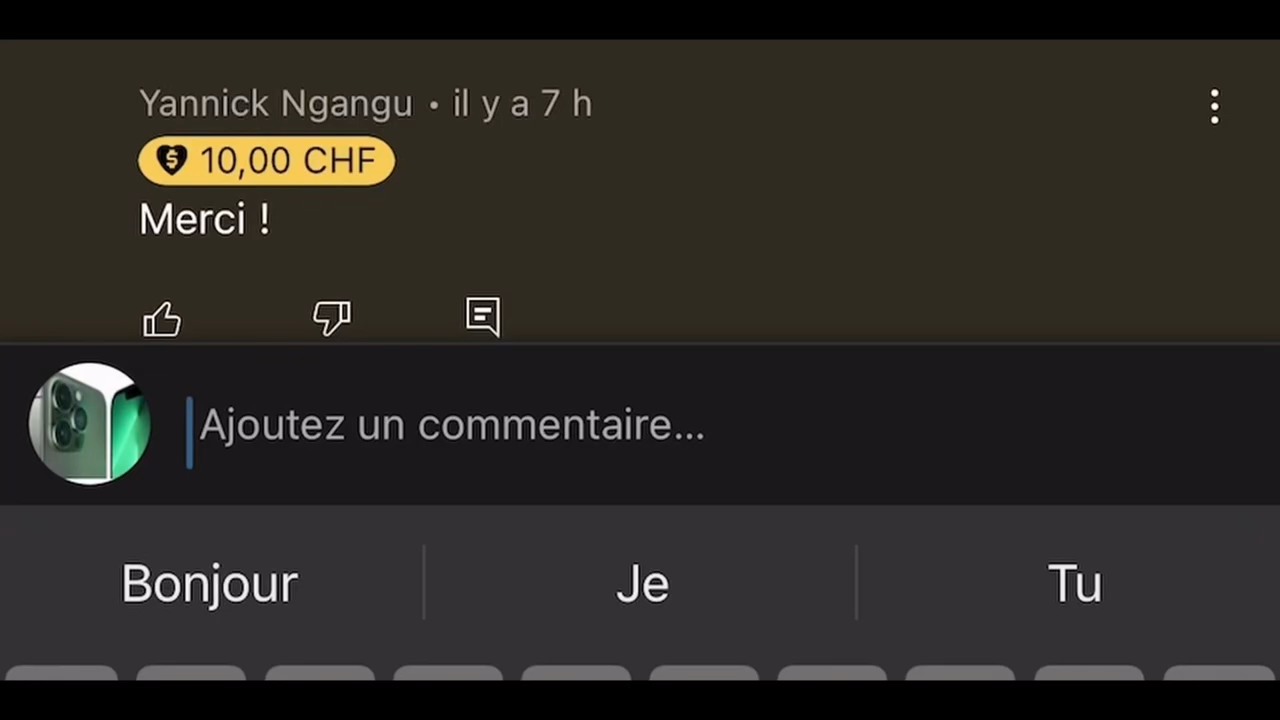 Yannick Ngangu • il y a 7 h
10,00 CHF
Merci !
Ajoutez un commentaire...
Bonjour
Je
Tu